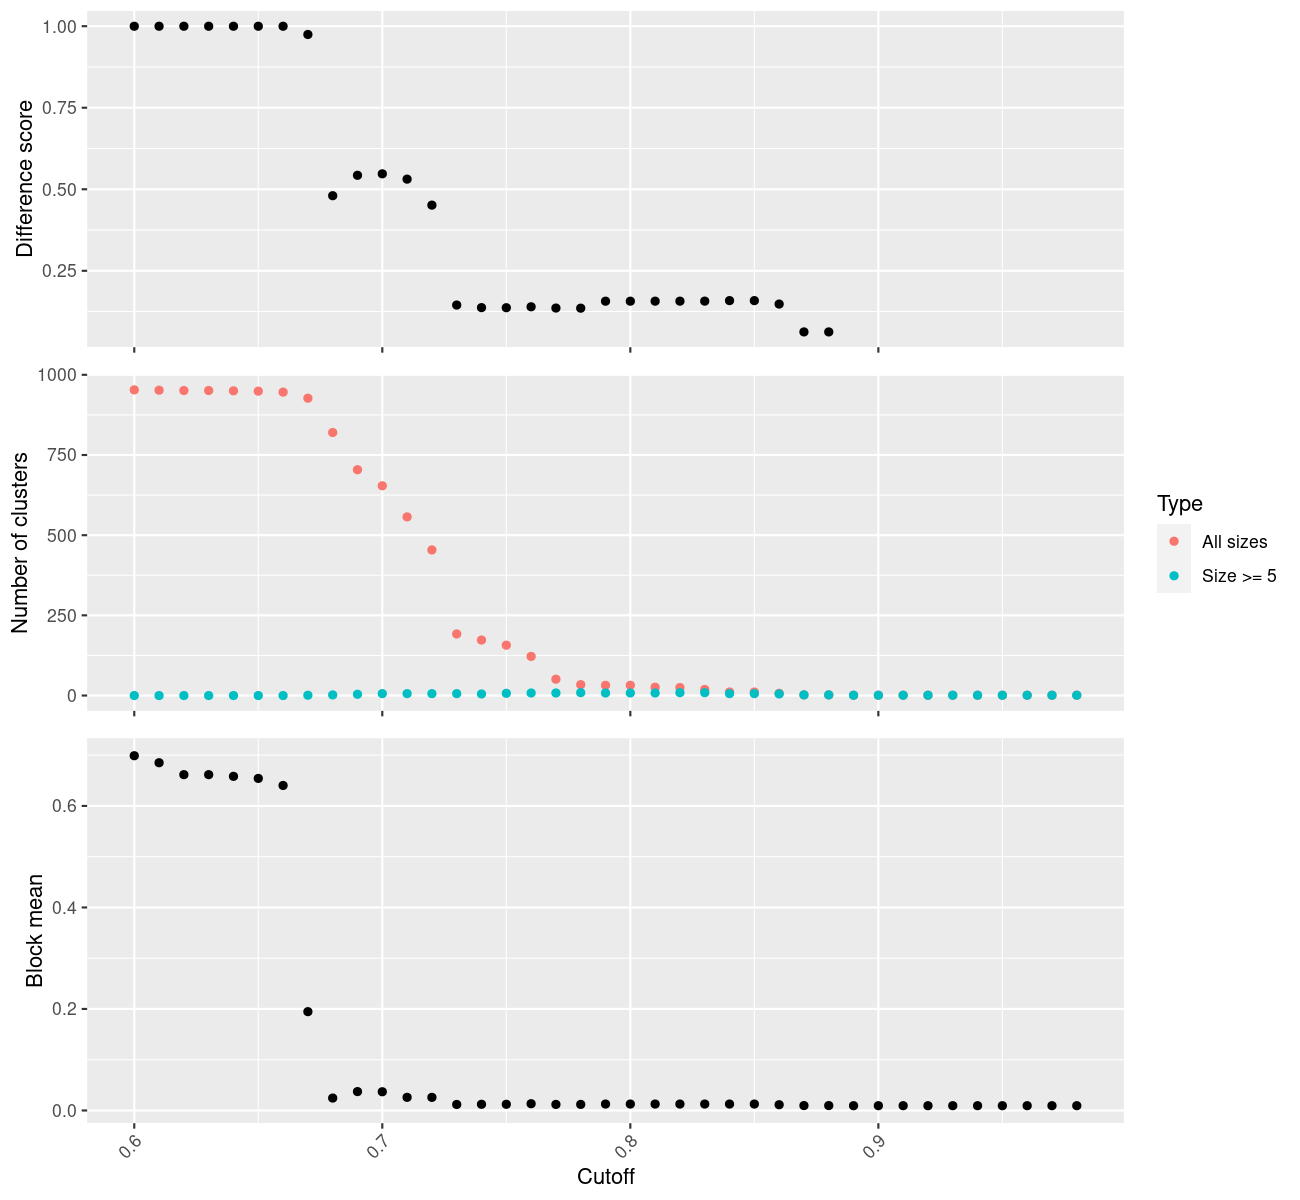 Difference score
1.00
0.75
0.50
0.25
Number of clusters
1000
750
500
250
0
Type
All sizes
Size >= 5
Block mean
0.6
0.4
0.2
0.0
0.6 0.7 0.8 0.9
Cutoff